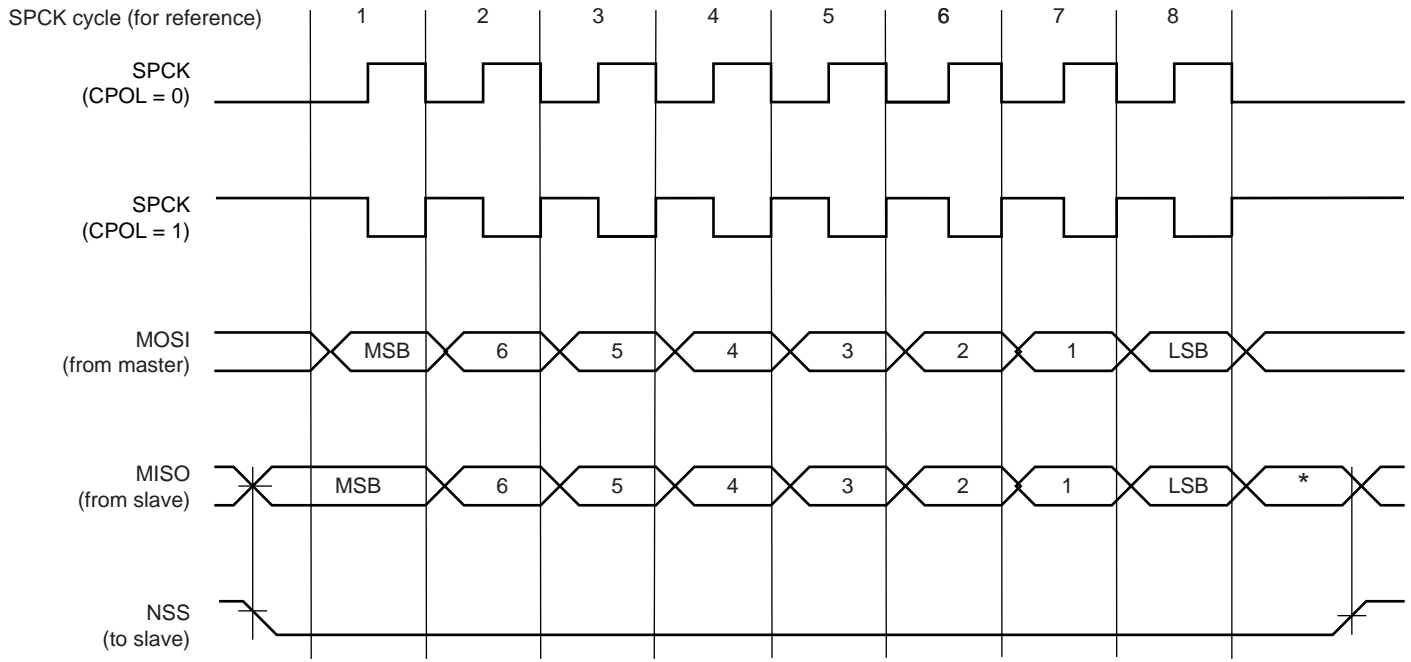 SPCK cycle (for reference) 1 2 3 4 5 6 7 8
SPCK
(CPOL = 0)
SPCK
(CPOL = 1)
MOSI
(from master)
MSB 6 5 4 3 2 1 LSB
MISO
(from slave)
MSB 6 5 4 3 2 1 LSB *
NSS
(to slave)